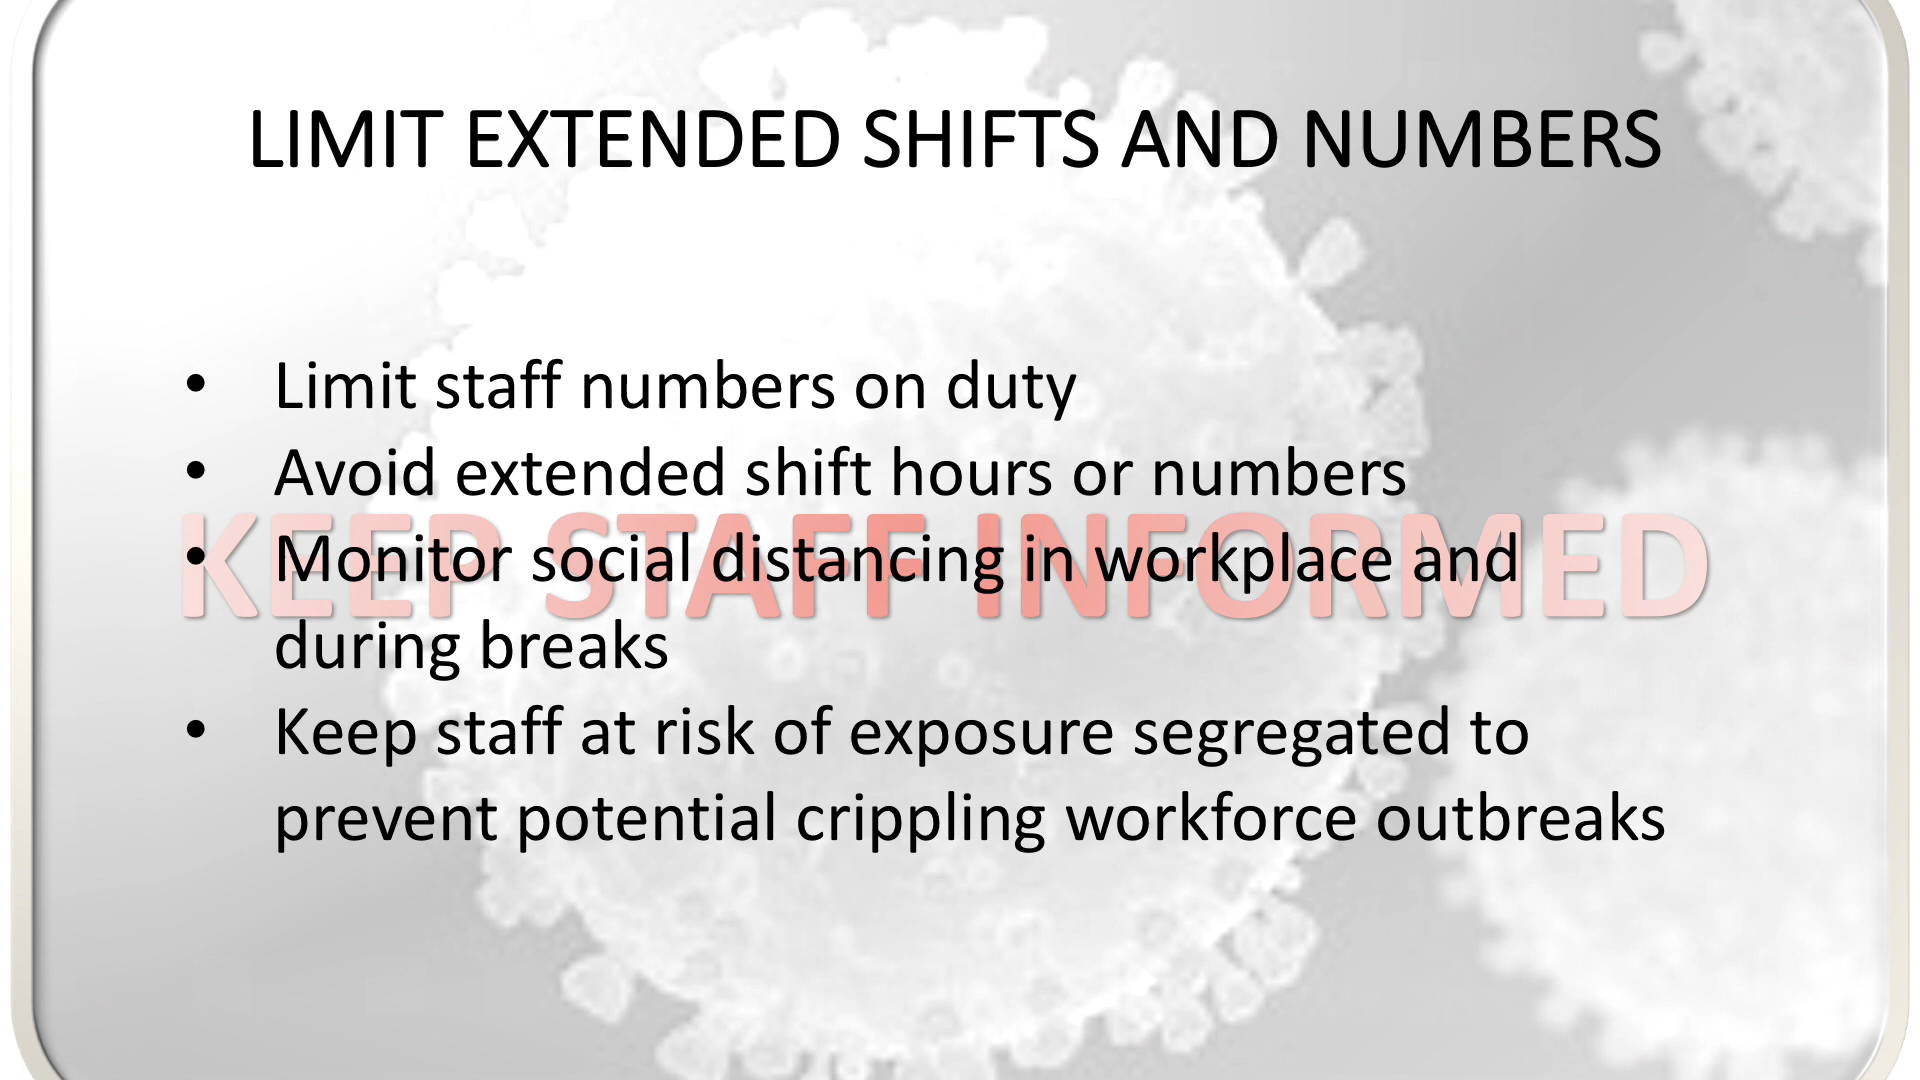 LIMIT EXTENDED SHIFTS AND NUMBERS
• Limit staff numbers on duty
• Avoid extended shift hours or numbers
KEEP STAFF INFORMED
• Monitor social distancing in workplace and
during breaks
• Keep staff at risk of exposure segregated to
prevent potential crippling workforce outbreaks